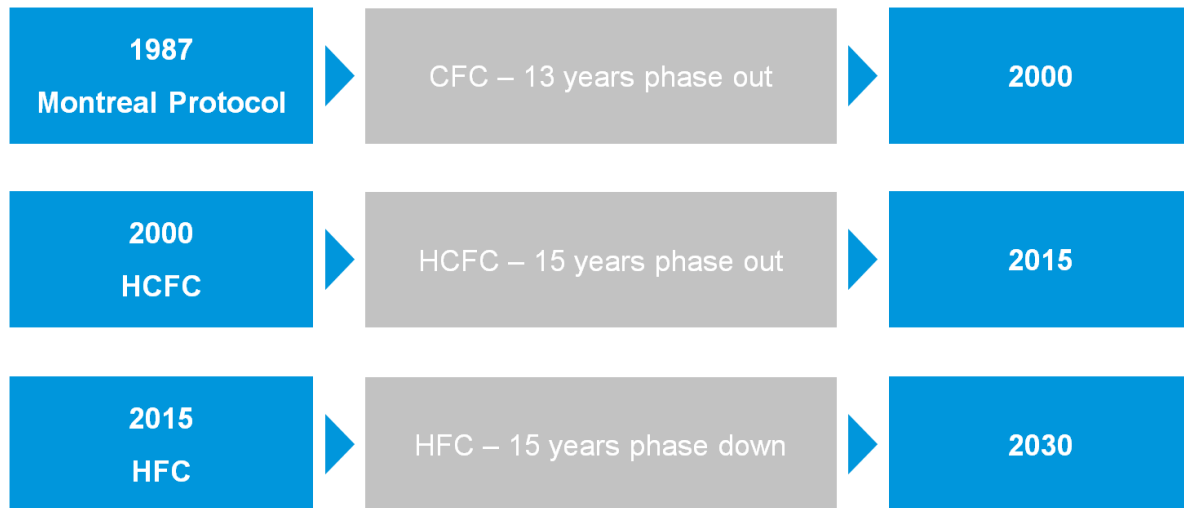 1987
Montreal Protocol
CFC – 13 years phase out
2000
2000
HCFC
HCFC – 15 years phase out
2015
2015
HFC
HFC – 15 years phase down
2030